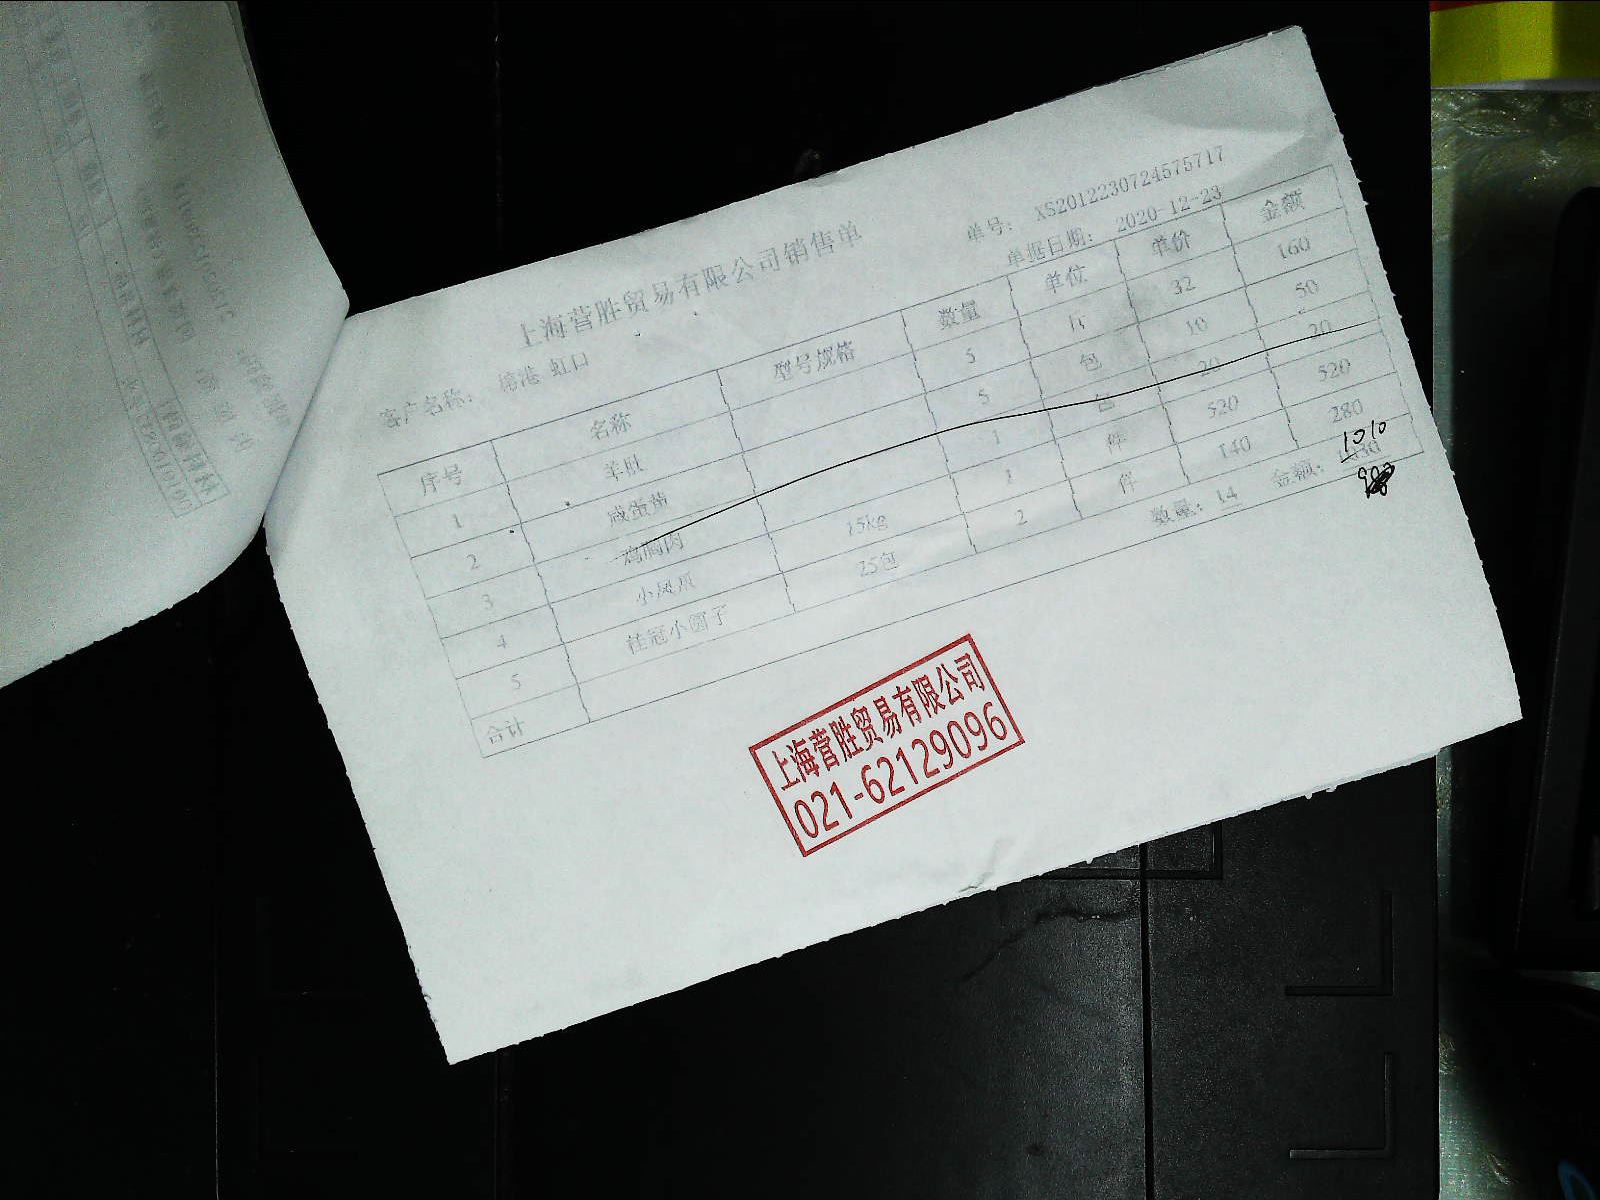 上海菅胜贸易有限公司销售单
单号: XS2012230724575717
客户名称: 锦港 虹口 单据日期: 2020-12-23
序号 名称 型号规格 数量 单位 单价 金额
1 羊肚 5 斤 32 160
2 咸蛋黄 5 包 10 50
3 鸡胸肉 1 包 20 20
4 小凤爪 15kg 1 件 520 520
5 桂冠小圆子 25包 2 件 140 280
合计 数量: 14 金额: 1030
1010
上海菅胜贸易有限公司
021-62129096